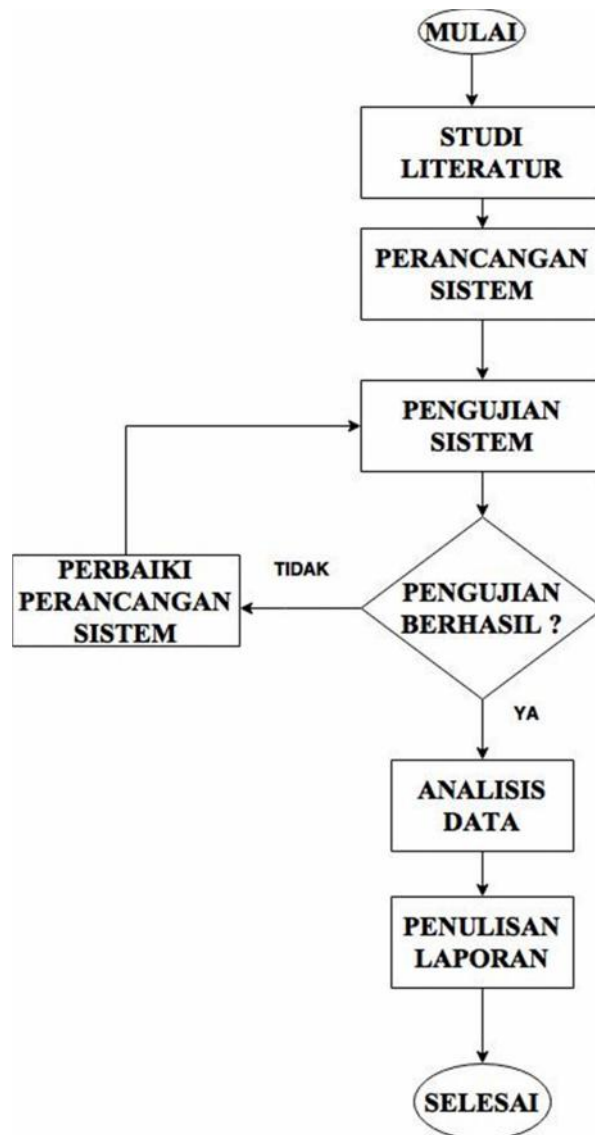 MULAI
STUDI
LITERATUR
PERANCANGAN
SISTEM
PENGUJIAN
SISTEM
PENGUJIAN
BERHASIL ?
TIDAK
PERBAIKI
PERANCANGAN
SISTEM
YA
ANALISIS
DATA
PENULISAN
LAPORAN
SELESAI